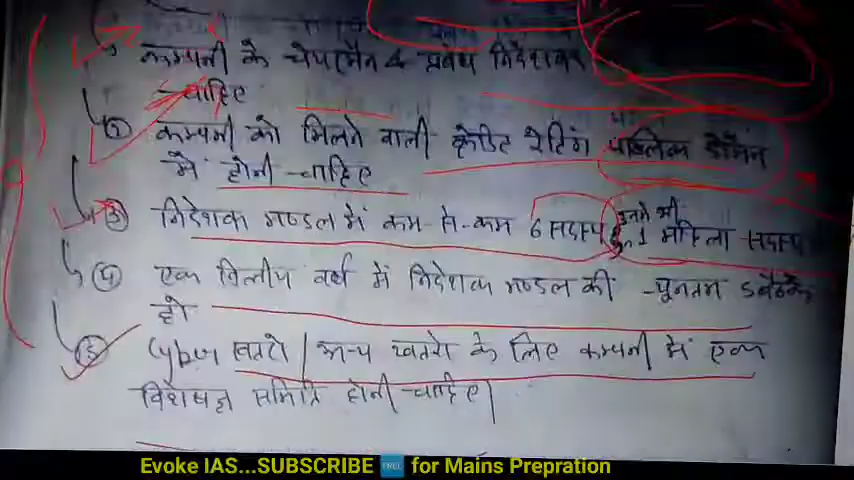 कम्पनी के चेयरमैन & प्रबंध निदेशक
चाहिए
② कम्पनी को मिलने वाली क्रेडिट रेटिंग पब्लिक डोमेन
में होनी चाहिए
③ निदेशक मण्डल में कम-से-कम 6 सदस्य हो, उनमें भी 1 महिला सदस्य
④ एक वित्तीय वर्ष में निदेशक मण्डल की न्यूनतम 5 बैठकें
हो
⑤ Cyber खतरो / अन्य खतरो के लिए कम्पनी में एक
विशेषज्ञ समिति होनी चाहिए।
Evoke IAS...SUBSCRIBE FREE for Mains Prepration